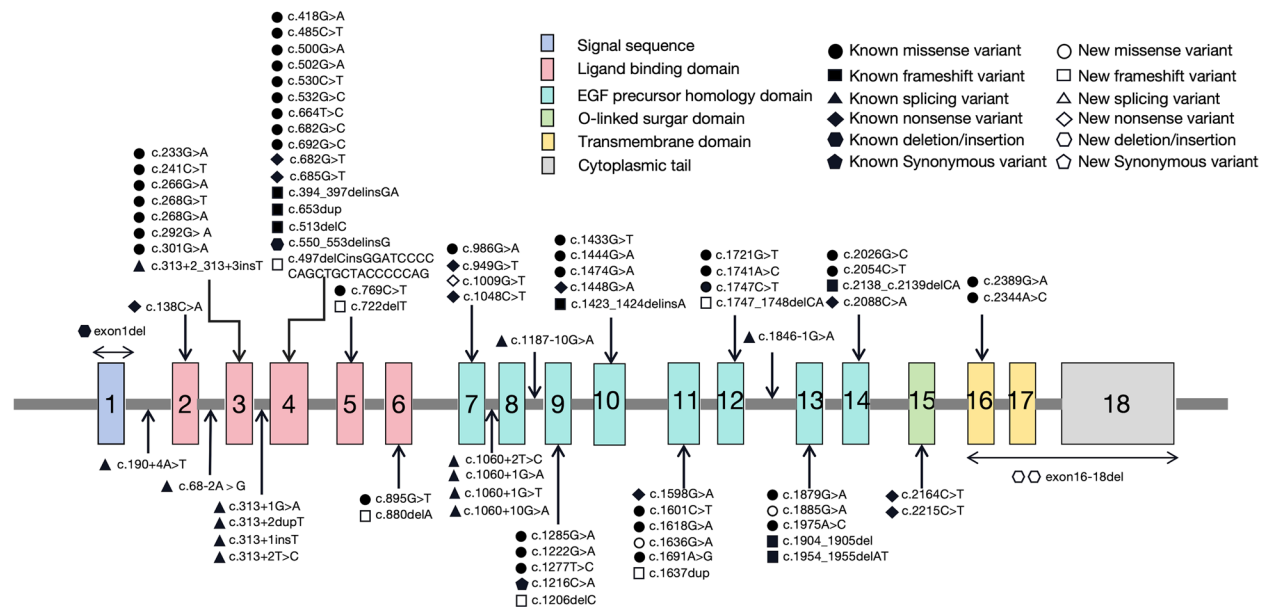 c.418G>A
c.485C>T
c.500G>A
c.502G>A
c.530C>T
c.532G>C
c.664T>C
c.682G>C
c.692G>C
c.682G>T
c.685G>T
c.394_397delinsGA
c.653dup
c.513delC
c.550_553delinsG
c.497delCinsGGATCCCC
CAGCTGCTACCCCCAG
Signal sequence
Ligand binding domain
EGF precursor homology domain
O-linked surgar domain
Transmembrane domain
Cytoplasmic tail
Known missense variant
Known frameshift variant
Known splicing variant
Known nonsense variant
Known deletion/insertion
Known Synonymous variant
New missense variant
New frameshift variant
New splicing variant
New nonsense variant
New deletion/insertion
New Synonymous variant
c.233G>A
c.241C>T
c.266G>A
c.268G>T
c.268G>A
c.292G> A
c.301G>A
c.313+2_313+3insT
c.138C>A
exon1del
c.769C>T
c.722delT
c.986G>A
c.949G>T
c.1009G>T
c.1048C>T
c.1187-10G>A
c.1433G>T
c.1444G>A
c.1474G>A
c.1448G>A
c.1423_1424delinsA
c.1721G>T
c.1741A>C
c.1747C>T
c.1747_1748delCA
c.1846-1G>A
c.2026G>C
c.2054C>T
c.2138_c.2139delCA
c.2088C>A
c.2389G>A
c.2344A>C
1 2 3 4 5 6 7 8 9 10 11 12 13 14 15 16 17 18
c.190+4A>T
c.68-2A > G
c.313+1G>A
c.313+2dupT
c.313+1insT
c.313+2T>C
c.895G>T
c.880delA
c.1060+2T>C
c.1060+1G>A
c.1060+1G>T
c.1060+10G>A
c.1285G>A
c.1222G>A
c.1277T>C
c.1216C>A
c.1206delC
c.1598G>A
c.1601C>T
c.1618G>A
c.1636G>A
c.1691A>G
c.1637dup
c.1879G>A
c.1885G>A
c.1975A>C
c.1904_1905del
c.1954_1955delAT
c.2164C>T
c.2215C>T
exon16-18del